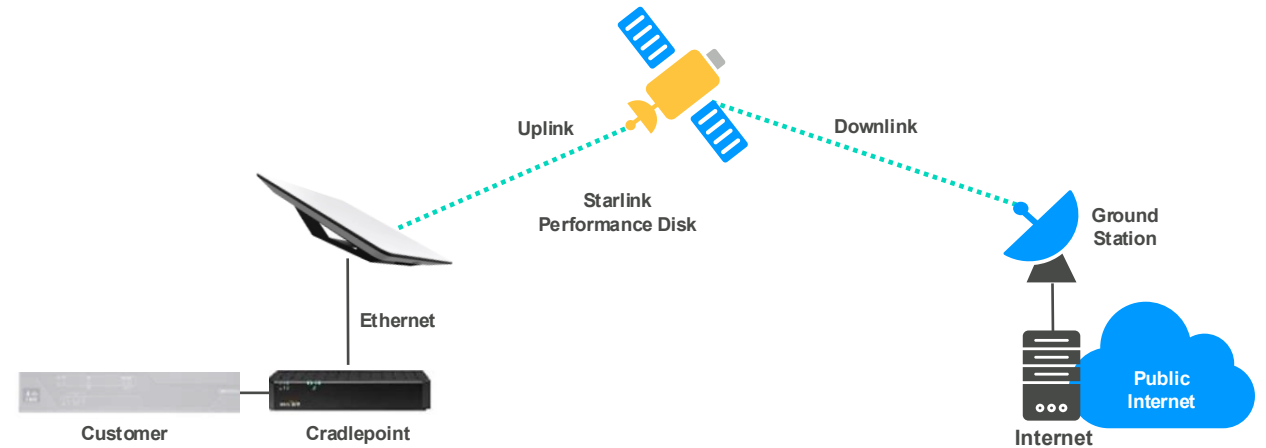 Uplink
Downlink
Starlink
Performance Disk
Ground
Station
Ethernet
Public
Internet
Customer
Cradlepoint
Internet